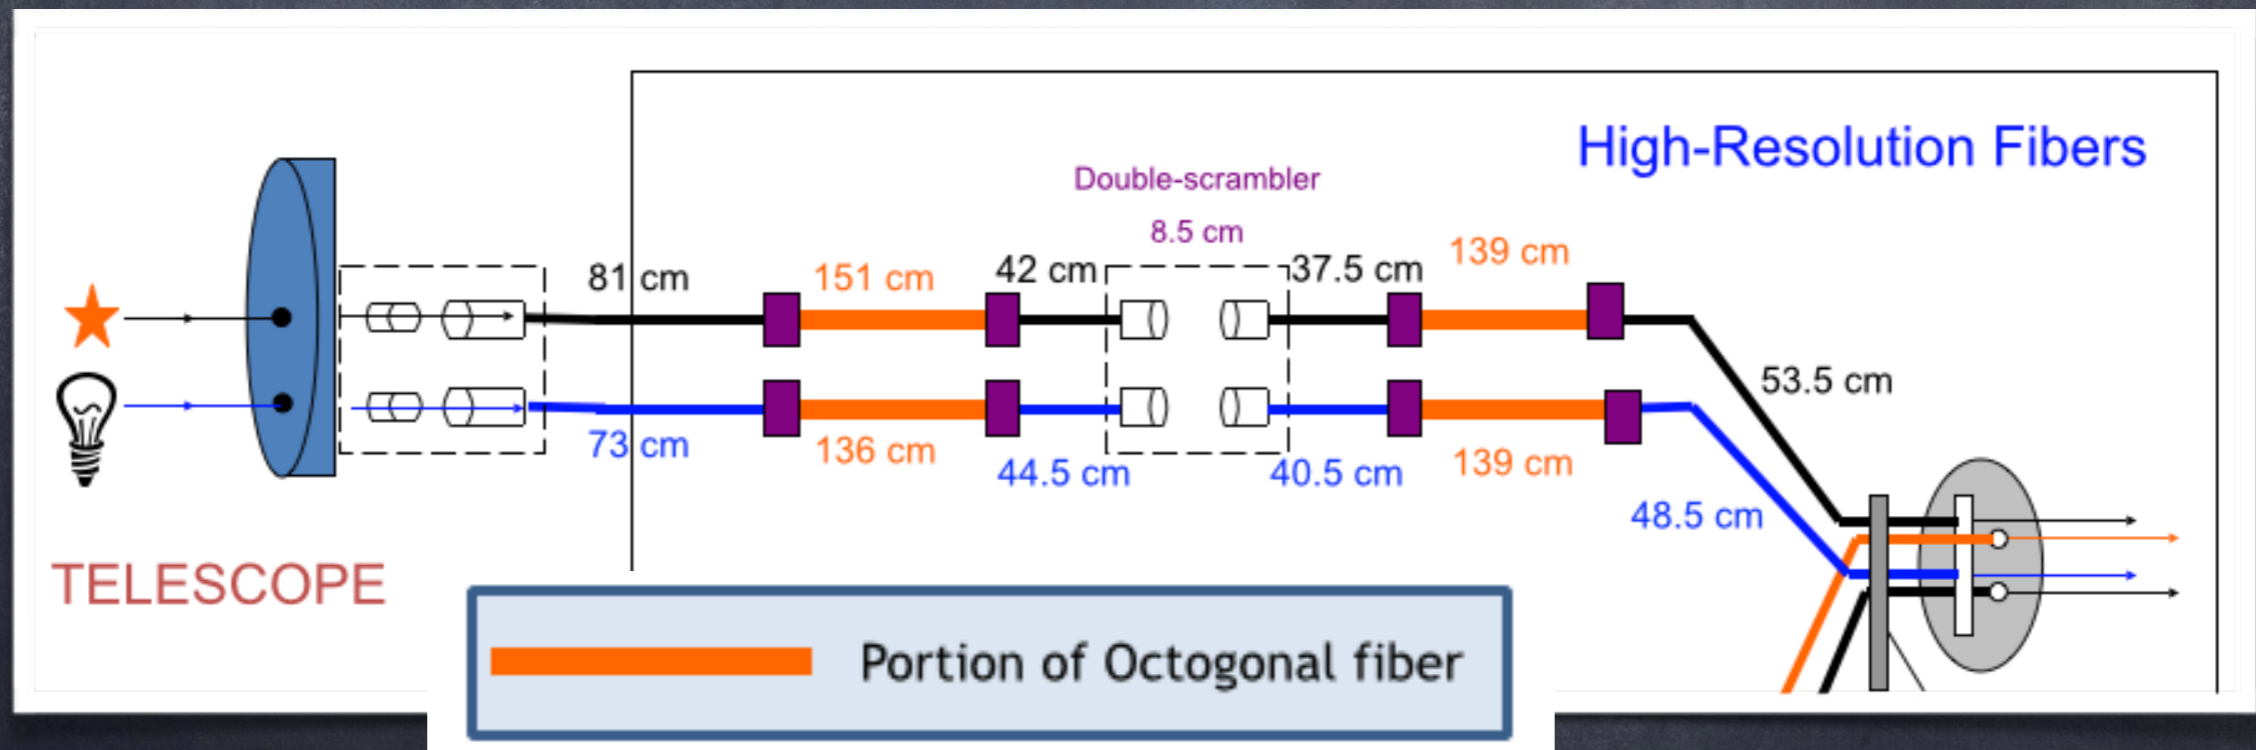 High-Resolution Fibers
Double-scrambler
8.5 cm
81 cm
151 cm
42 cm
37.5 cm
139 cm
53.5 cm
73 cm
136 cm
44.5 cm
40.5 cm
139 cm
48.5 cm
TELESCOPE
Portion of Octogonal fiber